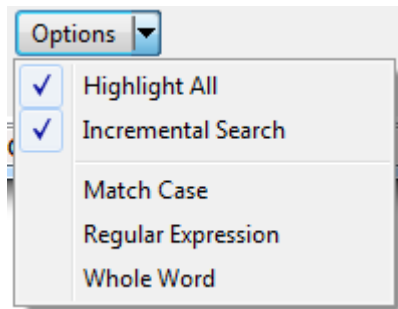 Options
Highlight All
Incremental Search
Match Case
Regular Expression
Whole Word